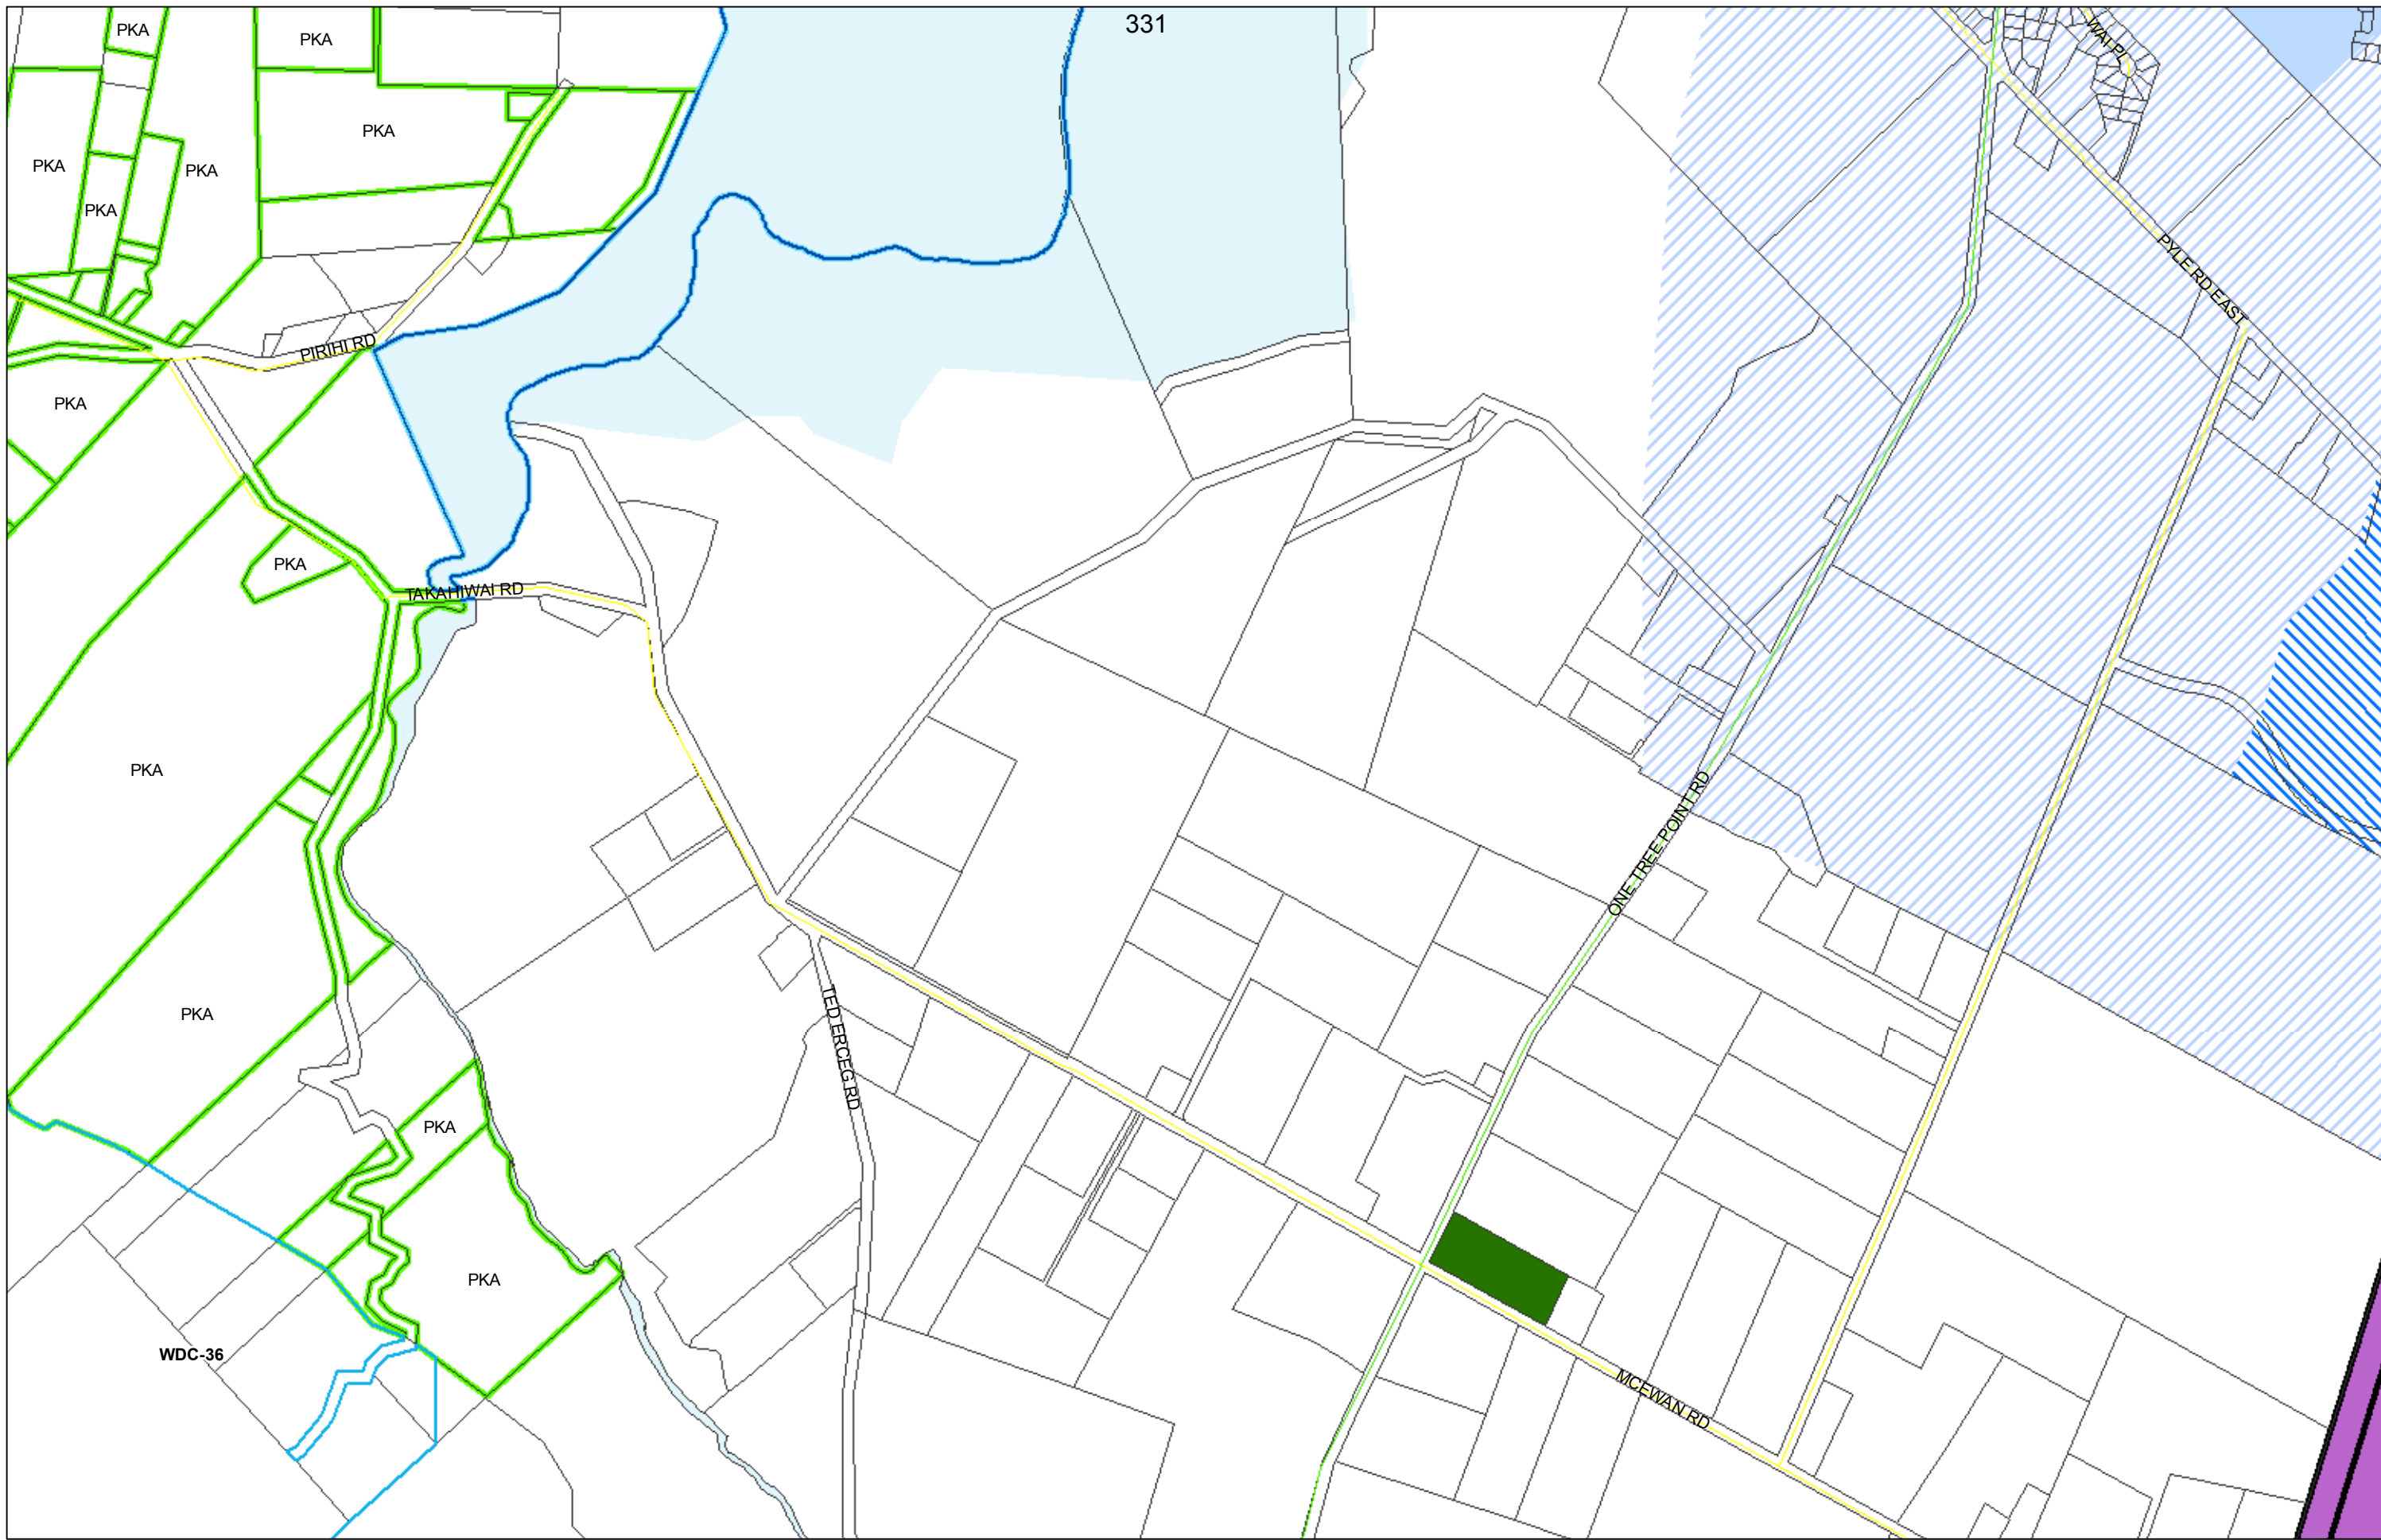 331
PKA
PKA
WAI PL
PKA
PKA
PKA
PKA
PYLE RD EAST
PIRIHI RD
PKA
PKA
TAKAHIWAI RD
PKA
ONE TREE POINT RD
PKA
TED ERCEG RD
PKA
PKA
WDC-36
MCEWAN RD